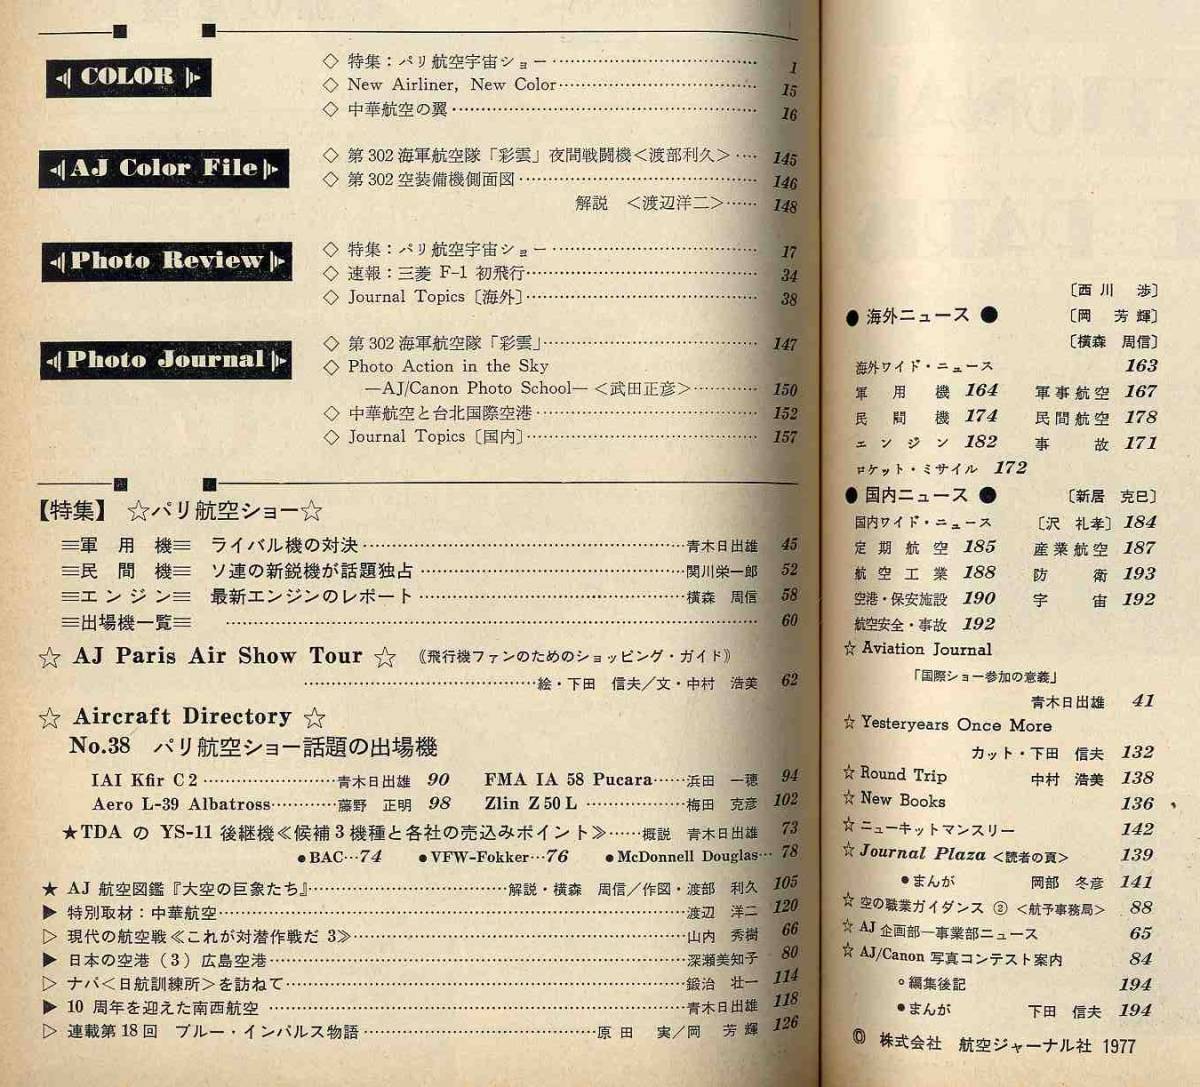 COLOR
◇ 特集：パリ航空宇宙ショー 1
◇ New Airliner, New Color 15
◇ 中華航空の翼 16
AJ Color File
◇ 第302海軍航空隊「彩雲」夜間戦闘機＜渡部利久＞ 145
◇ 第302空装備機側面図 146
解説 ＜渡辺洋二＞ 148
Photo Review
◇ 特集：パリ航空宇宙ショー 17
◇ 速報：三菱 F-1 初飛行 34
◇ Journal Topics〔海外〕 38
Photo Journal
◇ 第302海軍航空隊「彩雲」 147
◇ Photo Action in the Sky
—AJ/Canon Photo School—＜武田正彦＞ 150
◇ 中華航空と台北国際空港 152
◇ Journal Topics〔国内〕 157
【特集】 ☆パリ航空ショー☆
≡軍用機≡ ライバル機の対決 青木日出雄 45
≡民間機≡ ソ連の新鋭機が話題独占 関川栄一郎 52
≡エンジン≡ 最新エンジンのレポート 横森 周信 58
≡出場機一覧≡ 60
☆ AJ Paris Air Show Tour ☆ 《飛行機ファンのためのショッピング・ガイド》
絵・下田 信夫／文・中村 浩美 62
☆ Aircraft Directory ☆
No.38 パリ航空ショー話題の出場機
IAI Kfir C2 青木日出雄 90 FMA IA 58 Pucara 浜田 一穂 94
Aero L-39 Albatross 藤野 正明 98 Zlin Z50L 梅田 克彦 102
★TDA の YS-11 後継機≪候補3機種と各社の売込みポイント≫……概説 青木日出雄 73
●BAC…74 ●VFW-Fokker…76 ●McDonnell Douglas…78
★ AJ 航空図鑑『大空の巨象たち』 解説・横森 周信／作図・渡部 利久 105
▶ 特別取材：中華航空 渡辺 洋二 120
▷ 現代の航空戦≪これが対潜作戦だ 3≫ 山内 秀樹 66
▶ 日本の空港（3）広島空港 深瀬美知子 80
▷ ナパ＜日航訓練所＞を訪ねて 鍛治 壮一 114
▶ 10 周年を迎えた南西航空 青木日出雄 118
▷ 連載第18回 ブルー・インパルス物語 原田 実／岡 芳輝 126
〔西川 渉〕
● 海外ニュース ● 〔岡 芳輝〕
〔横森 周信〕
海外ワイド・ニュース 163
軍用機 164 軍事航空 167
民間機 174 民間航空 178
エンジン 182 事故 171
ロケット・ミサイル 172
● 国内ニュース ● 〔新居 克巳〕
国内ワイド・ニュース 〔沢 礼孝〕 184
定期航空 185 産業航空 187
航空工業 188 防衛 193
空港・保安施設 190 宇宙 192
航空安全・事故 192
☆ Aviation Journal
「国際ショー参加の意義」
青木日出雄 41
☆ Yesteryears Once More
カット・下田 信夫 132
☆ Round Trip 中村 浩美 138
☆ New Books 136
☆ ニューキットマンスリー 142
☆ Journal Plaza ＜読者の頁＞ 139
●まんが 岡部 冬彦 141
☆ 空の職業ガイダンス ② ＜航予事務局＞ 88
☆ AJ 企画部—事業部ニュース 65
☆ AJ/Canon 写真コンテスト案内 84
◦編集後記 194
●まんが 下田 信夫 194
© 株式会社 航空ジャーナル社 1977